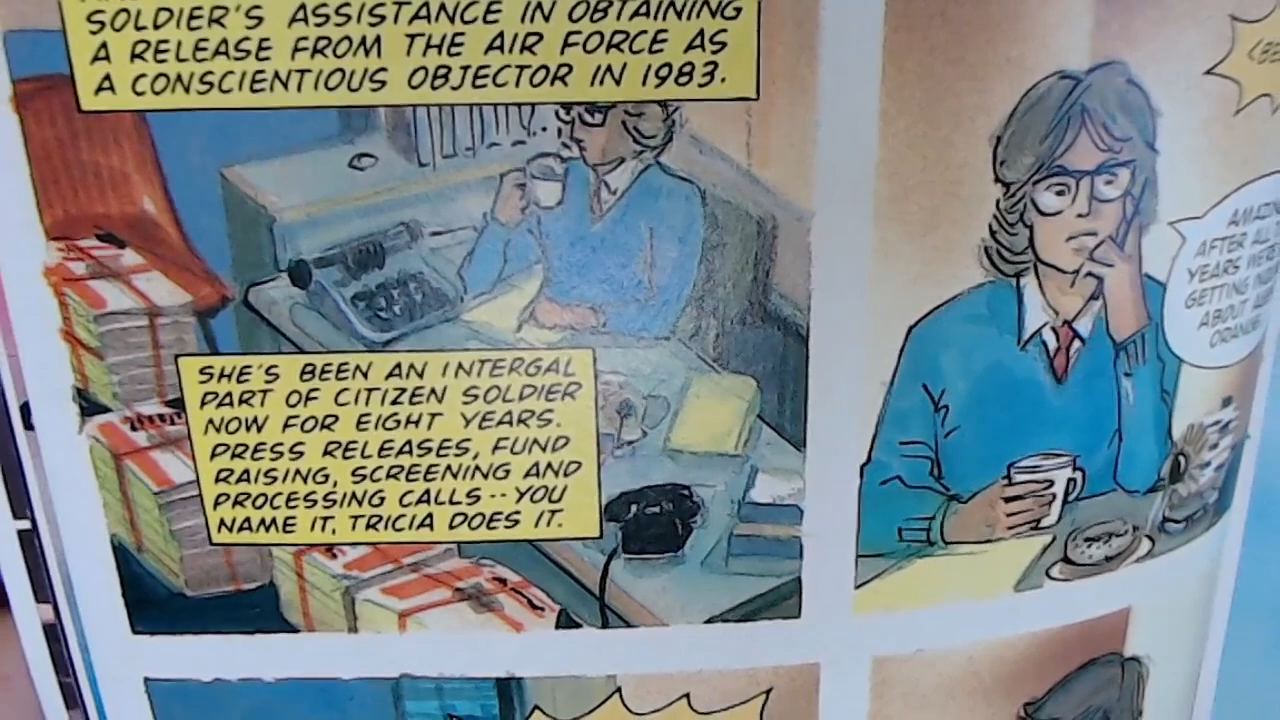 SOLDIER'S ASSISTANCE IN OBTAINING
A RELEASE FROM THE AIR FORCE AS
A CONSCIENTIOUS OBJECTOR IN 1983.
SHE'S BEEN AN INTERGAL
PART OF CITIZEN SOLDIER
NOW FOR EIGHT YEARS.
PRESS RELEASES, FUND
RAISING, SCREENING AND
PROCESSING CALLS--YOU
NAME IT, TRICIA DOES IT.
AFTER ALL
YEARS
GETTING
ABOUT